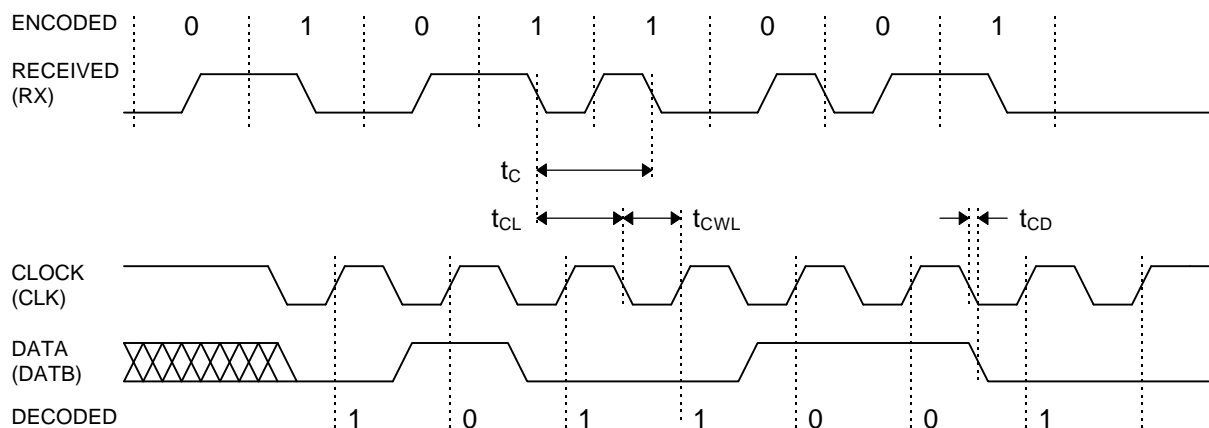 ENCODED 0 1 0 1 1 0 0 1
RECEIVED
(RX)
tC
tCL tCWL tCD
CLOCK
(CLK)
DATA
(DATB)
DECODED 1 0 1 1 0 0 1